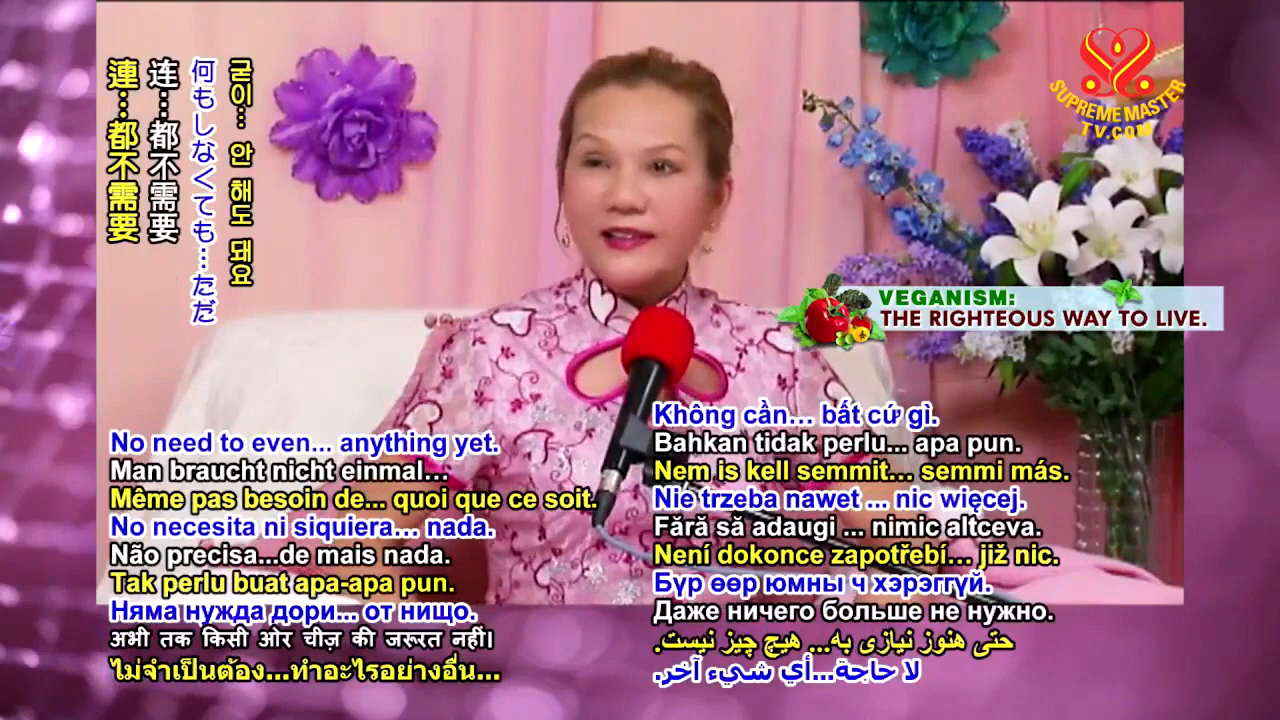 굳이… 안 해도 돼요
何もしなくても…ただ
连…都不需要
連…都不需要
SUPREME MASTER
TV.COM
VEGANISM:
THE RIGHTEOUS WAY TO LIVE.
No need to even... anything yet.
Man braucht nicht einmal...
Même pas besoin de... quoi que ce soit.
No necesita ni siquiera... nada.
Não precisa...de mais nada.
Tak perlu buat apa-apa pun.
Няма нужда дори... от нищо.
अभी तक किसी ओर चीज़ की जरूरत नहीं।
ไม่จำเป็นต้อง...ทำอะไรอย่างอื่น...
Không cần... bất cứ gì.
Bahkan tidak perlu... apa pun.
Nem is kell semmit... semmi más.
Nie trzeba nawet ... nic więcej.
Fără să adaugi ... nimic altceva.
Není dokonce zapotřebí... již nic.
Бүр өөр юмны ч хэрэггүй.
Даже ничего больше не нужно.
حتی هنوز نیازی به... هیچ چیز نیست.
لا حاجة...أي شيء آخر.